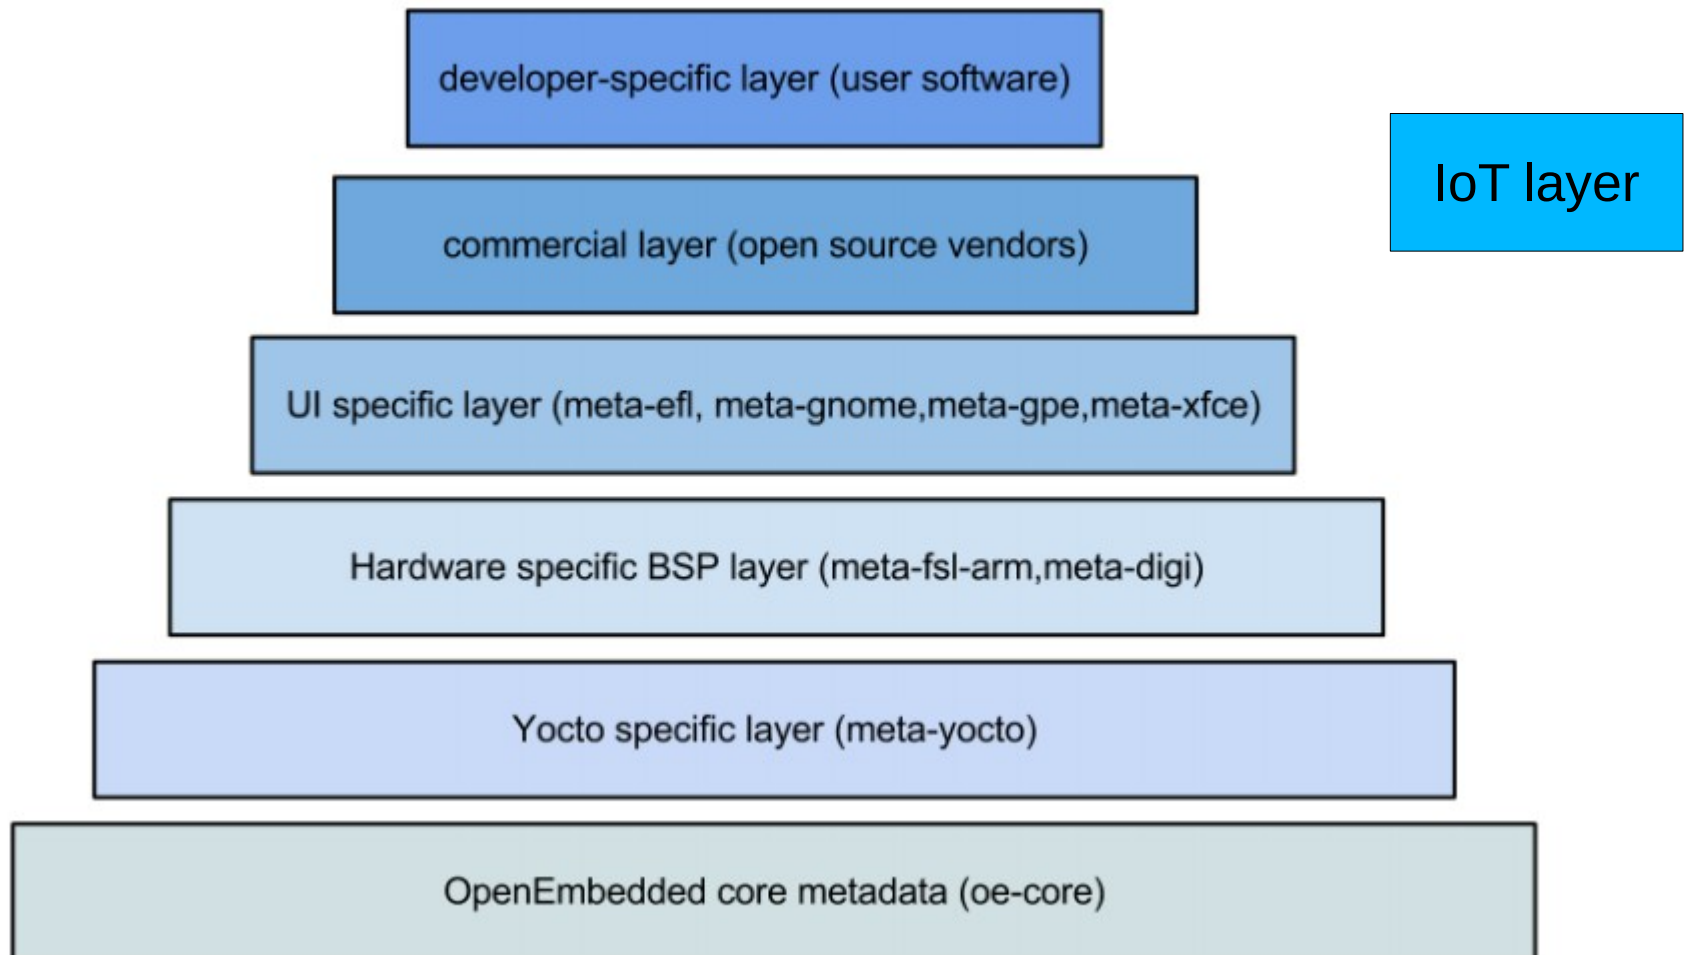 developer-specific layer (user software)
IoT layer
commercial layer (open source vendors)
UI specific layer (meta-efl, meta-gnome,meta-gpe,meta-xfce)
Hardware specific BSP layer (meta-fsl-arm,meta-digi)
Yocto specific layer (meta-yocto)
OpenEmbedded core metadata (oe-core)